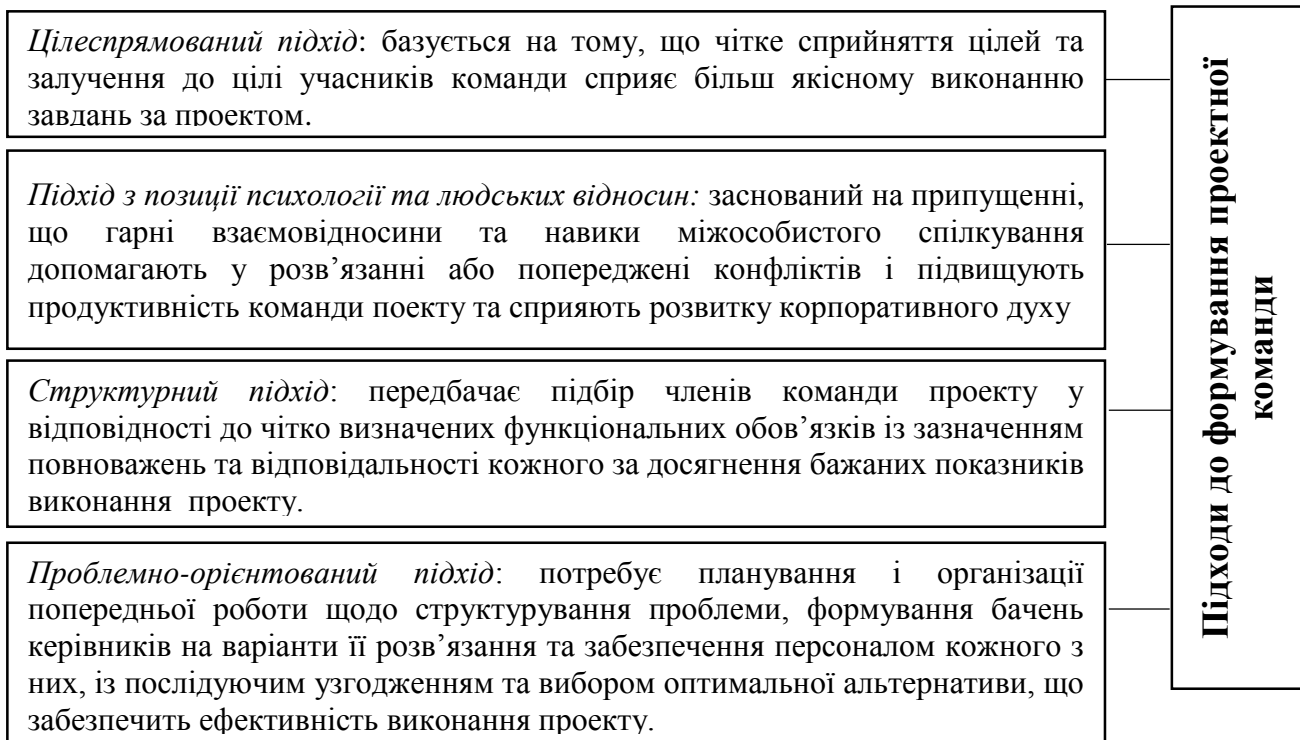 Цілеспрямований підхід: базується на тому, що чітке сприйняття цілей та
залучення до цілі учасників команди сприяє більш якісному виконанню
завдань за проектом.
Підхід з позиції психології та людських відносин: заснований на припущенні,
що гарні взаємовідносини та навики міжособистого спілкування
допомагають у розв’язанні або попереджені конфліктів і підвищують
продуктивність команди поекту та сприяють розвитку корпоративного духу
Структурний підхід: передбачає підбір членів команди проекту у
відповідності до чітко визначених функціональних обов’язків із зазначенням
повноважень та відповідальності кожного за досягнення бажаних показників
виконання проекту.
Проблемно-орієнтований підхід: потребує планування і організації
попередньої роботи щодо структурування проблеми, формування бачень
керівників на варіанти її розв’язання та забезпечення персоналом кожного з
них, із послідуючим узгодженням та вибором оптимальної альтернативи, що
забезпечить ефективність виконання проекту.
Підходи до формування проектної
команди